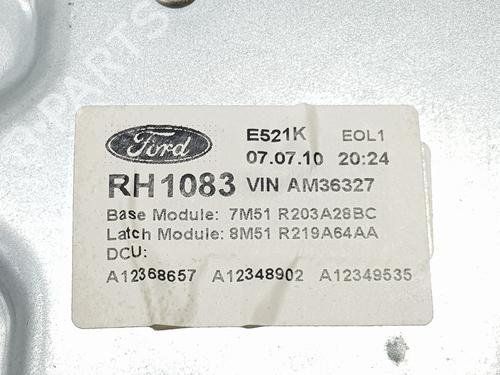 Ford
E521K EOL1
07.07.10 20:24
RH1083 VIN AM36327
Base Module: 7M51 R203A28BC
Latch Module: 8M51 R219A64AA
DCU:
A12368657 A12348902 A12349535